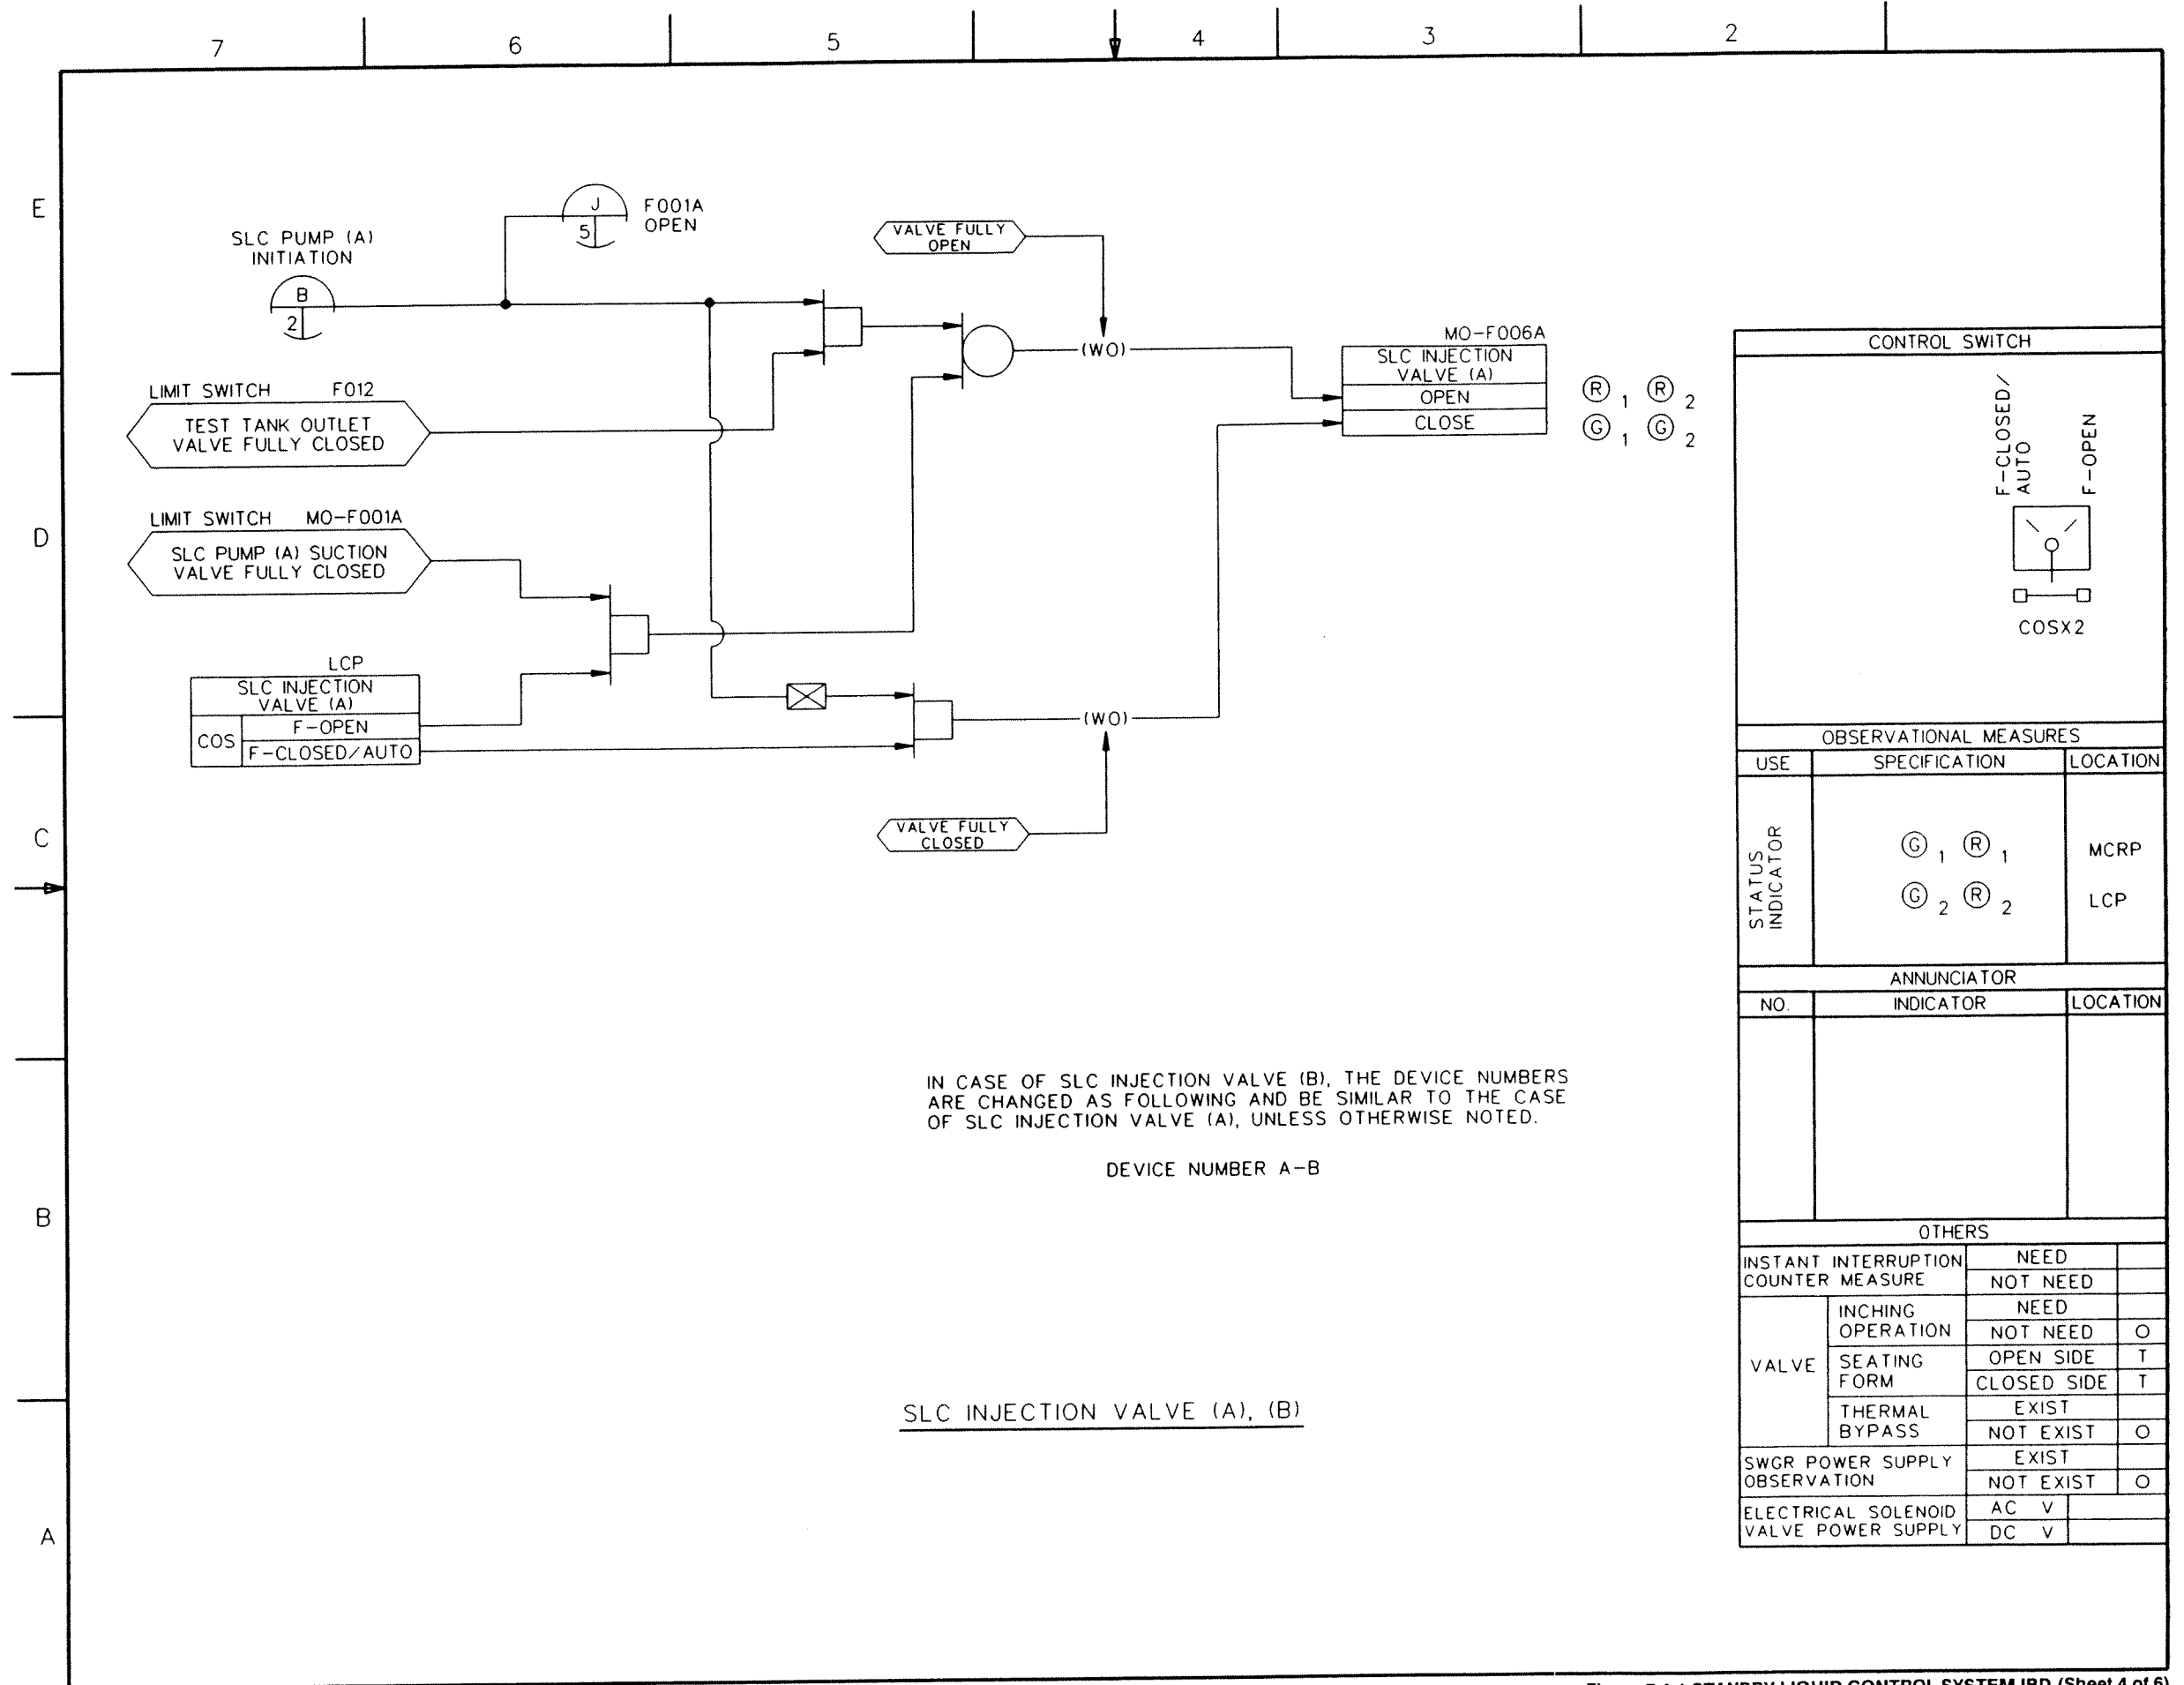 7 6 5 4 3 2
E
D
C
B
A
SLC PUMP (A)
INITIATION
B
2
J
5
F001A
OPEN
VALVE FULLY
OPEN
LIMIT SWITCH F012
TEST TANK OUTLET
VALVE FULLY CLOSED
(WO)
MO-F006A
SLC INJECTION
VALVE (A)
OPEN
CLOSE
R 1 R 2
G 1 G 2
LIMIT SWITCH MO-F001A
SLC PUMP (A) SUCTION
VALVE FULLY CLOSED
LCP
SLC INJECTION
VALVE (A)
COS
F-OPEN
F-CLOSED/AUTO
(WO)
VALVE FULLY
CLOSED
IN CASE OF SLC INJECTION VALVE (B), THE DEVICE NUMBERS
ARE CHANGED AS FOLLOWING AND BE SIMILAR TO THE CASE
OF SLC INJECTION VALVE (A), UNLESS OTHERWISE NOTED.
DEVICE NUMBER A-B
SLC INJECTION VALVE (A), (B)
CONTROL SWITCH
F-CLOSED/
AUTO
F-OPEN
COSX2
OBSERVATIONAL MEASURES
USE SPECIFICATION LOCATION
STATUS
INDICATOR
G 1 R 1 MCRP
G 2 R 2 LCP
ANNUNCIATOR
NO. INDICATOR LOCATION
OTHERS
INSTANT INTERRUPTION
COUNTER MEASURE
NEED
NOT NEED
VALVE
INCHING
OPERATION
NEED
NOT NEED O
SEATING
FORM
OPEN SIDE T
CLOSED SIDE T
THERMAL
BYPASS
EXIST
NOT EXIST O
SWGR POWER SUPPLY
OBSERVATION
EXIST
NOT EXIST O
ELECTRICAL SOLENOID
VALVE POWER SUPPLY
AC V
DC V
STANDBY LIQUID CONTROL SYSTEM IBD (Sheet 4 of 6)